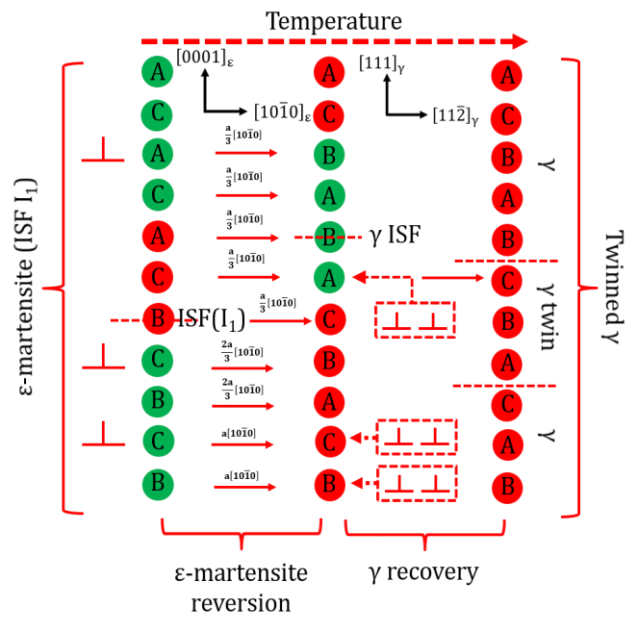 Temperature
[0001]ε
[111]γ
A A A
[101̄0]ε
[112̄]γ
C C C
A a/3[101̄0] B B
C a/3[101̄0] A A
γ
A a/3[101̄0] B γ ISF B
C a/3[101̄0] A C
B ISF(I1) a/3[101̄0] C B
γ twin
C 2a/3[101̄0] B A
B 2a/3[101̄0] A C
C a[101̄0] C A
γ
B a[101̄0] B B
ε-martensite (ISF I1)
Twinned γ
ε-martensite
reversion
γ recovery